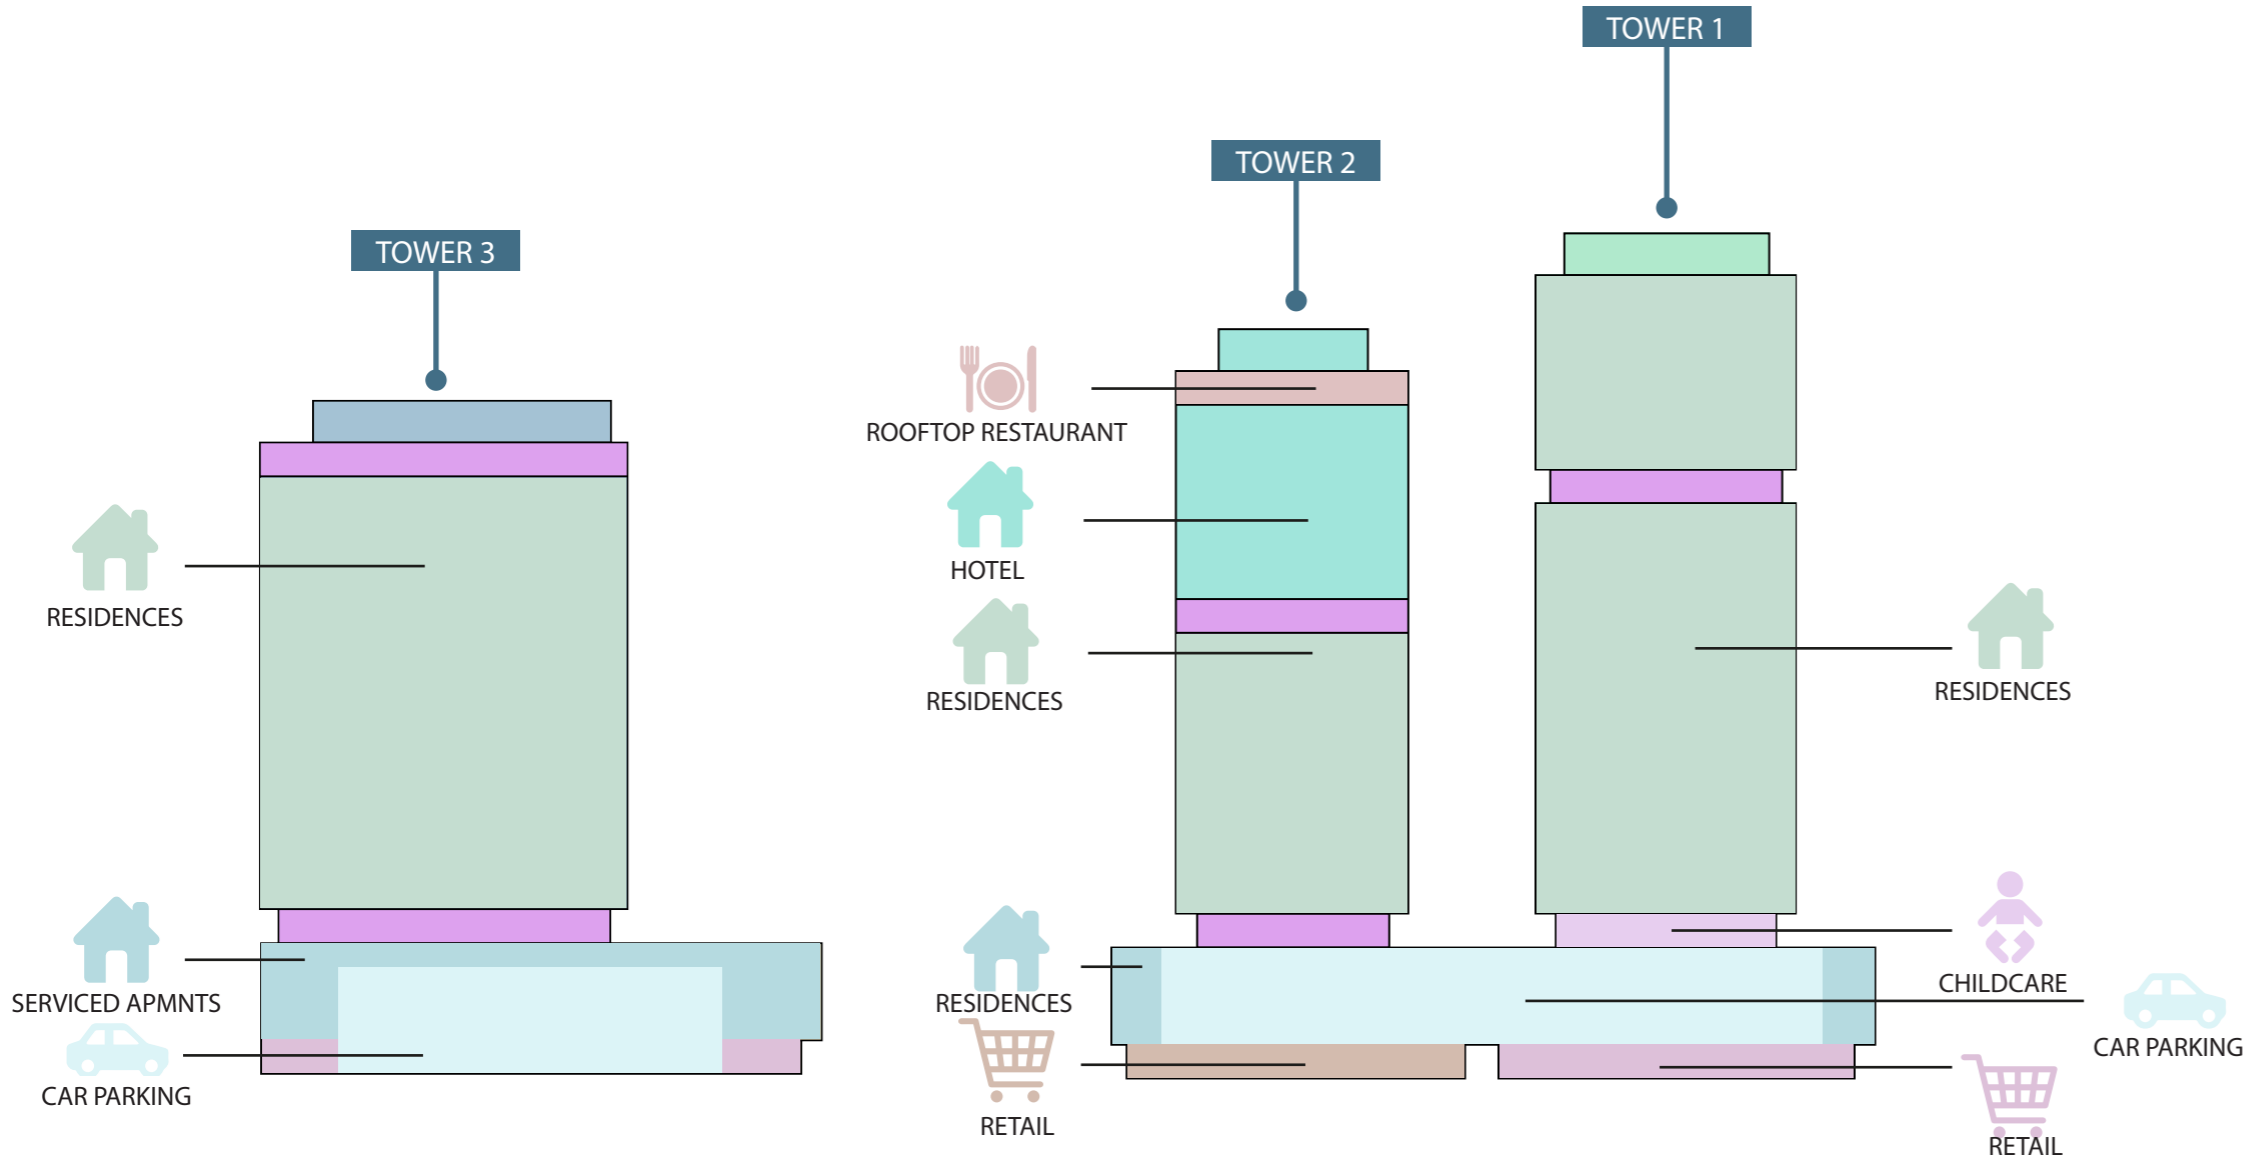 TOWER 1
TOWER 2
TOWER 3
ROOFTOP RESTAURANT
HOTEL
RESIDENCES
RESIDENCES
RESIDENCES
SERVICED APMNTS
RESIDENCES
CHILDCARE
CAR PARKING
CAR PARKING
RETAIL
RETAIL